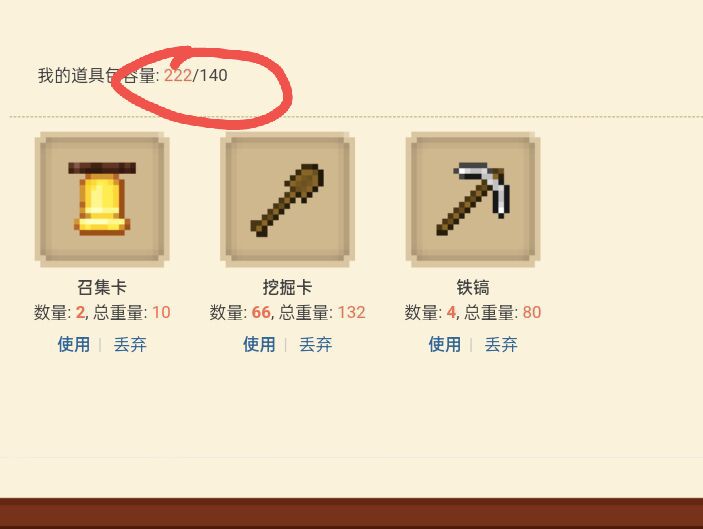 我的道具包容量: 222/140
召集卡
数量: 2, 总重量: 10
使用 | 丢弃
挖掘卡
数量: 66, 总重量: 132
使用 | 丢弃
铁镐
数量: 4, 总重量: 80
使用 | 丢弃